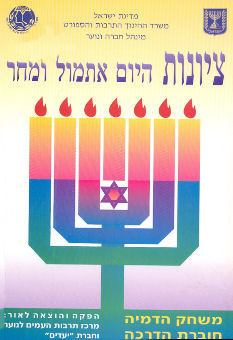 מדינת ישראל
משרד החינוך התרבות והספורט
מינהל חברה ונוער
ציונות היום אתמול ומחר
משחק הדמיה
חוברת הדרכה
הפקה והוצאה לאור:
מרכז תרבות העמים לנוער
וחברת "יעדים"